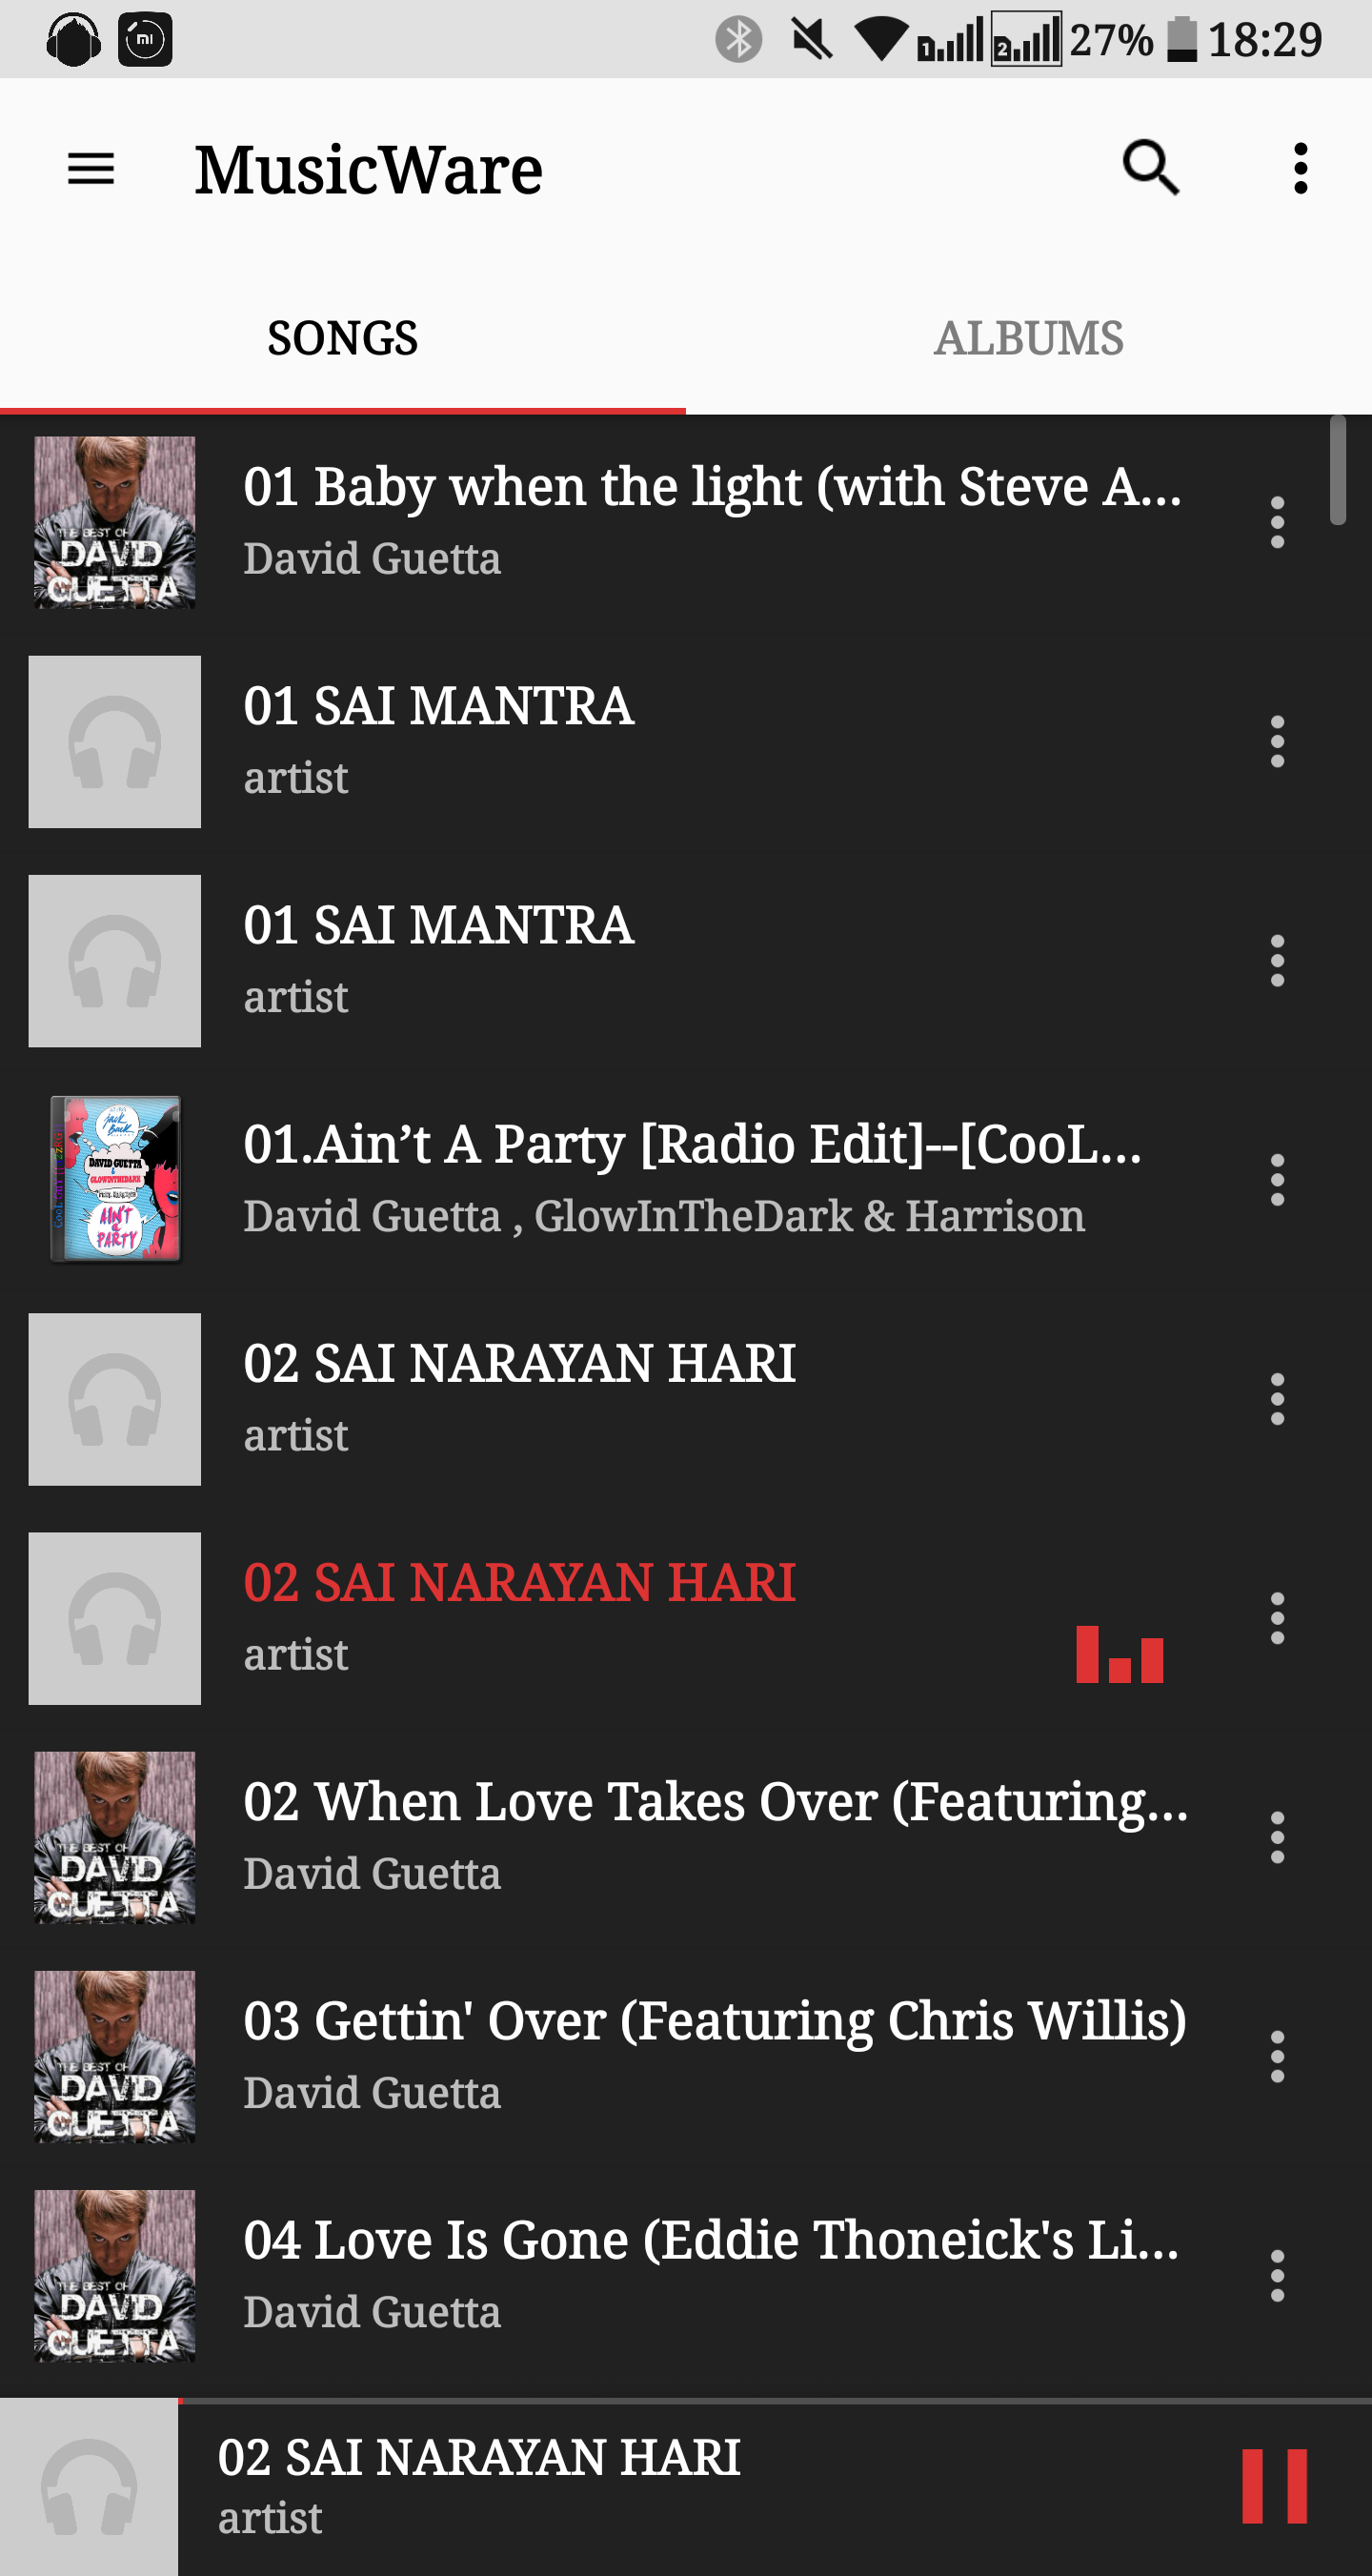 mi
1
2
27%
18:29
MusicWare
SONGS
ALBUMS
THE BEST OF
DAVID
GUETTA
01 Baby when the light (with Steve A...
David Guetta
01 SAI MANTRA
artist
01 SAI MANTRA
artist
Jack
Back
DAVID GUETTA
&
GLOWINTHEDARK
AIN'T
A
PARTY
01.Ain’t A Party [Radio Edit]--[CooL...
David Guetta , GlowInTheDark & Harrison
02 SAI NARAYAN HARI
artist
02 SAI NARAYAN HARI
artist
THE BEST OF
DAVID
GUETTA
02 When Love Takes Over (Featuring...
David Guetta
THE BEST OF
DAVID
GUETTA
03 Gettin' Over (Featuring Chris Willis)
David Guetta
THE BEST OF
DAVID
GUETTA
04 Love Is Gone (Eddie Thoneick's Li...
David Guetta
02 SAI NARAYAN HARI
artist